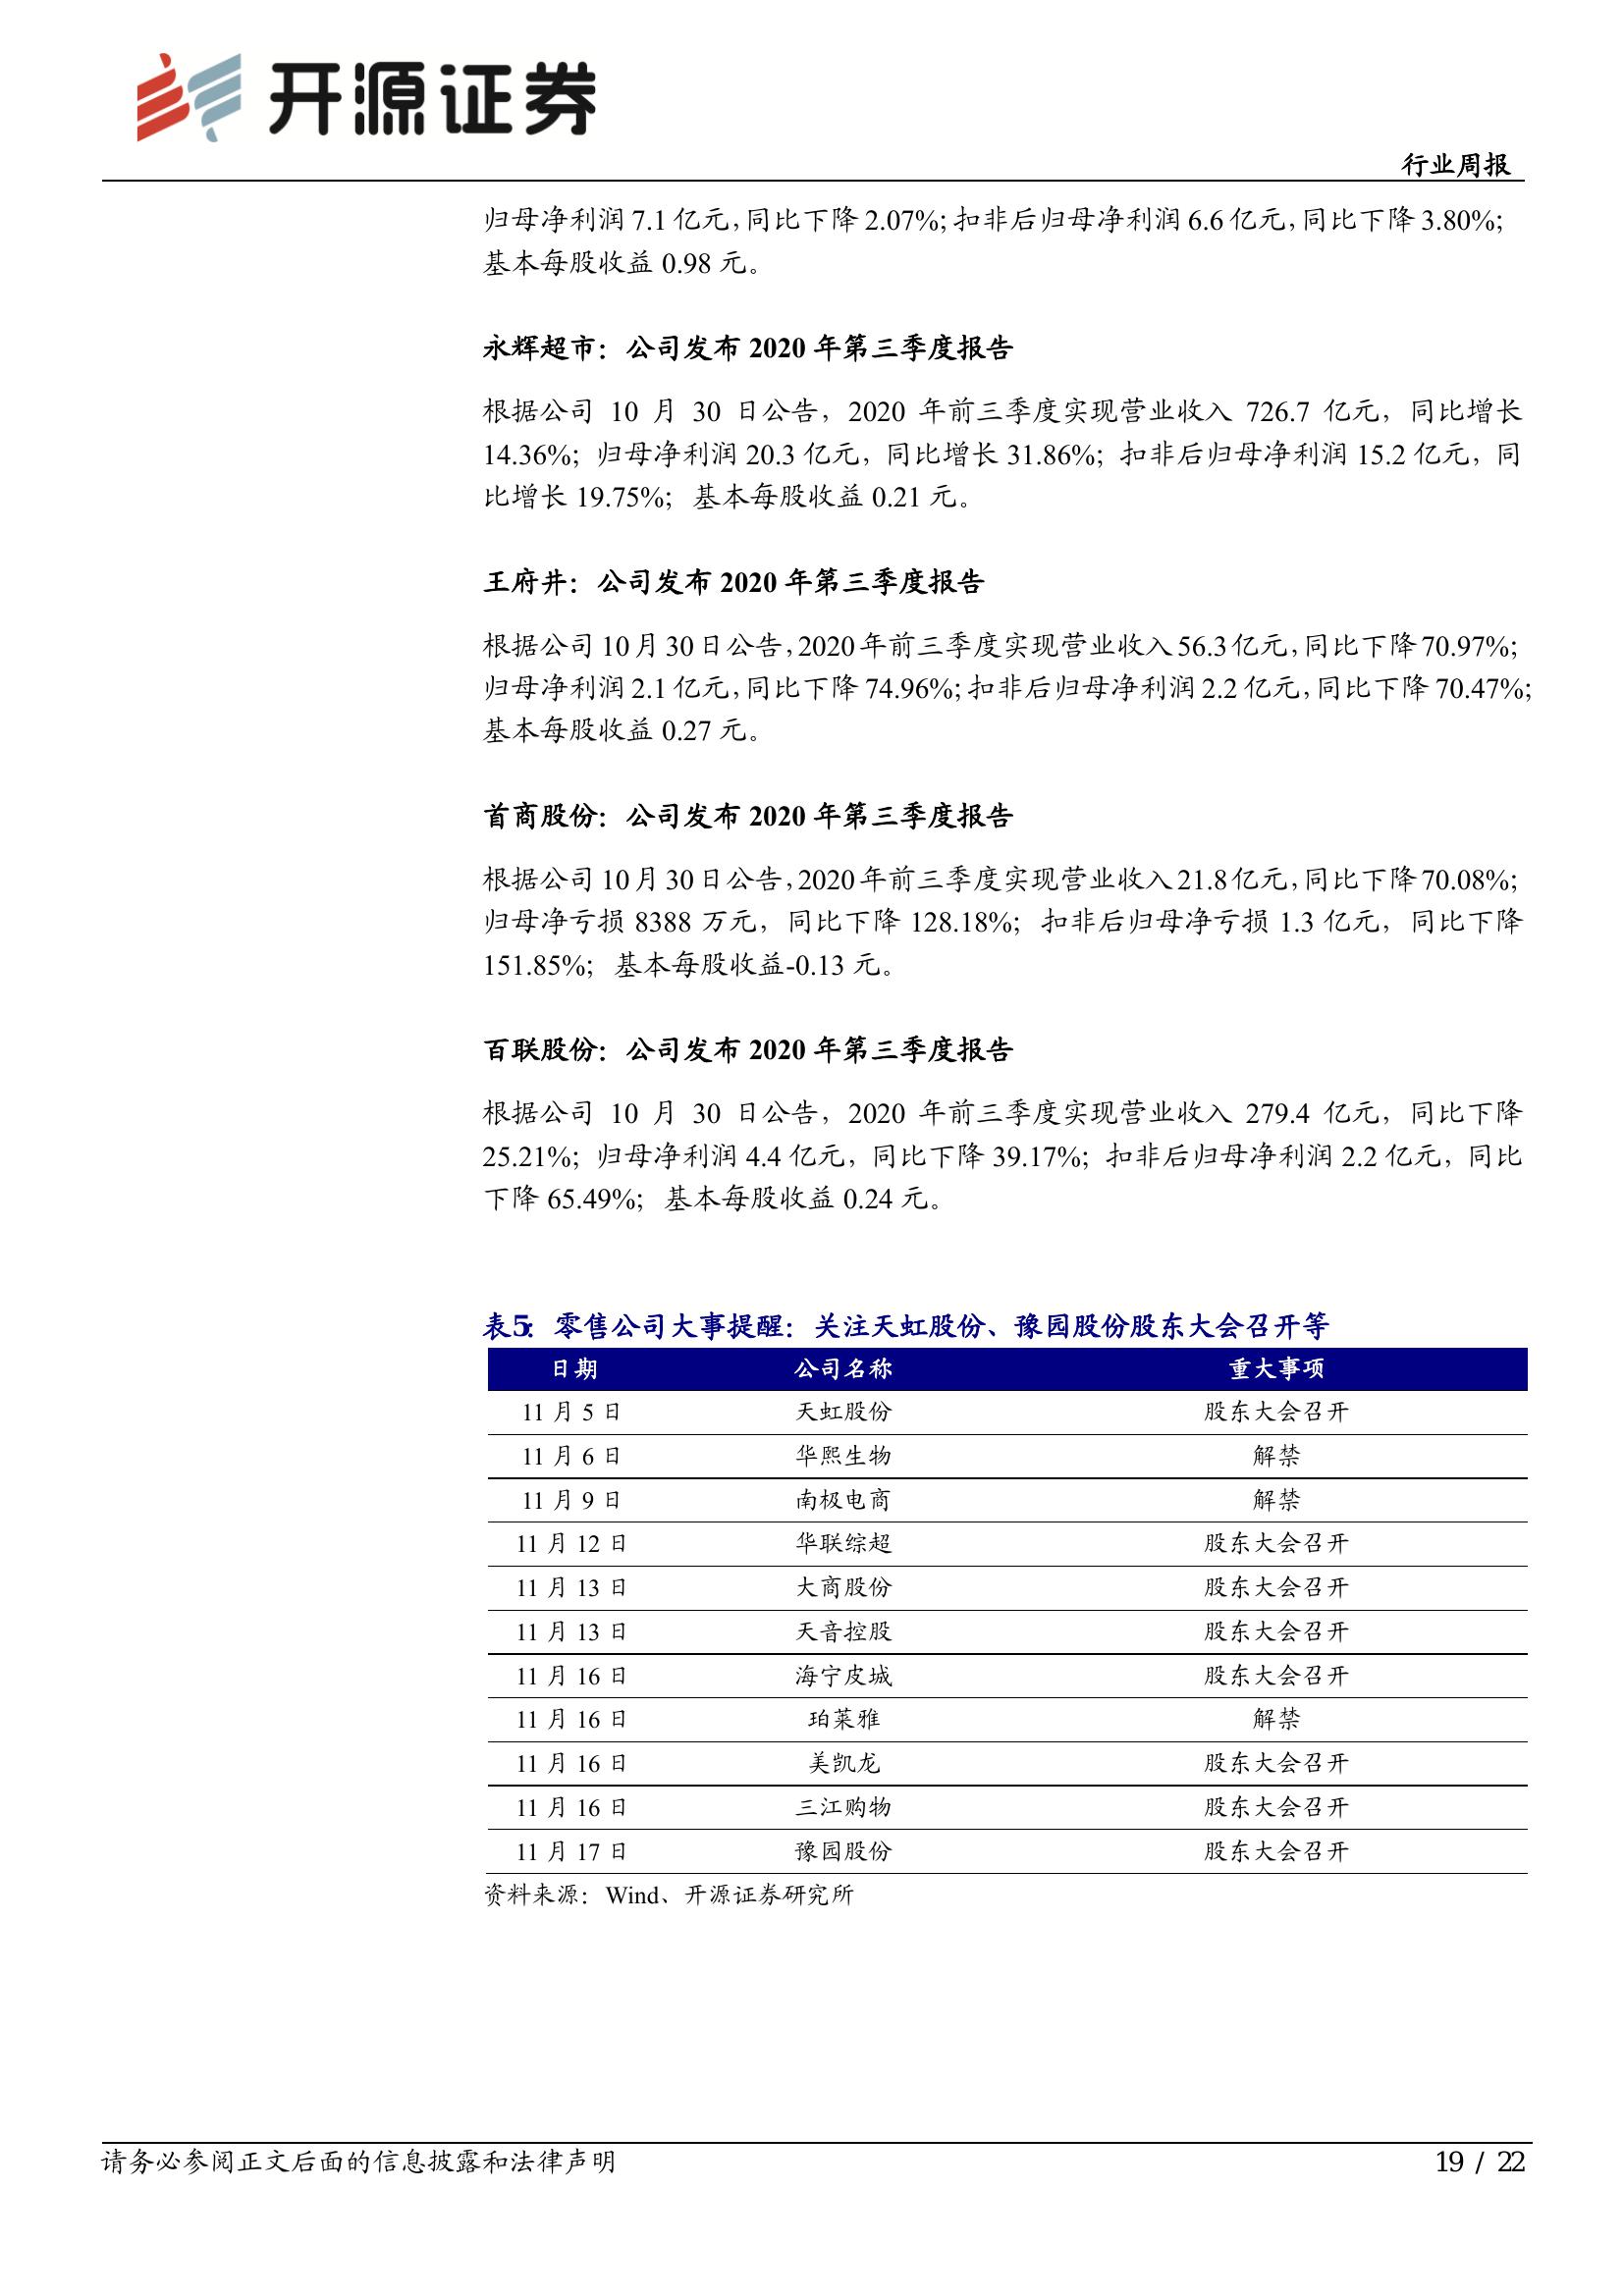 开源证券
行业周报
归母净利润 7.1 亿元，同比下降 2.07%；扣非后归母净利润 6.6 亿元，同比下降 3.80%；
基本每股收益 0.98 元。
永辉超市：公司发布 2020 年第三季度报告
根据公司 10 月 30 日公告，2020 年前三季度实现营业收入 726.7 亿元，同比增长
14.36%；归母净利润 20.3 亿元，同比增长 31.86%；扣非后归母净利润 15.2 亿元，同
比增长 19.75%；基本每股收益 0.21 元。
王府井：公司发布 2020 年第三季度报告
根据公司 10 月 30 日公告，2020 年前三季度实现营业收入 56.3 亿元，同比下降 70.97%；
归母净利润 2.1 亿元，同比下降 74.96%；扣非后归母净利润 2.2 亿元，同比下降 70.47%；
基本每股收益 0.27 元。
首商股份：公司发布 2020 年第三季度报告
根据公司 10 月 30 日公告，2020 年前三季度实现营业收入 21.8 亿元，同比下降 70.08%；
归母净亏损 8388 万元，同比下降 128.18%；扣非后归母净亏损 1.3 亿元，同比下降
151.85%；基本每股收益-0.13 元。
百联股份：公司发布 2020 年第三季度报告
根据公司 10 月 30 日公告，2020 年前三季度实现营业收入 279.4 亿元，同比下降
25.21%；归母净利润 4.4 亿元，同比下降 39.17%；扣非后归母净利润 2.2 亿元，同比
下降 65.49%；基本每股收益 0.24 元。
表5：零售公司大事提醒：关注天虹股份、豫园股份股东大会召开等
日期 公司名称 重大事项
11 月 5 日 天虹股份 股东大会召开
11 月 6 日 华熙生物 解禁
11 月 9 日 南极电商 解禁
11 月 12 日 华联综超 股东大会召开
11 月 13 日 大商股份 股东大会召开
11 月 13 日 天音控股 股东大会召开
11 月 16 日 海宁皮城 股东大会召开
11 月 16 日 珀莱雅 解禁
11 月 16 日 美凯龙 股东大会召开
11 月 16 日 三江购物 股东大会召开
11 月 17 日 豫园股份 股东大会召开
资料来源：Wind、开源证券研究所
请务必参阅正文后面的信息披露和法律声明
19 / 22